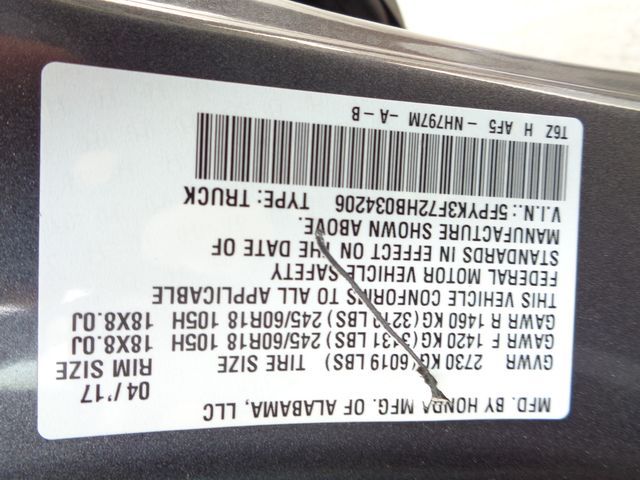 MFD. BY HONDA MFG. OF ALABAMA, LLC
04/'17
GVWR 2730 KG(6019 LBS) TIRE SIZE RIM SIZE
GAWR F 1420 KG(3131 LBS) 245/60R18 105H 18X8.0J
GAWR R 1460 KG(3219 LBS) 245/60R18 105H 18X8.0J
THIS VEHICLE CONFORMS TO ALL APPLICABLE
FEDERAL MOTOR VEHICLE SAFETY
STANDARDS IN EFFECT ON THE DATE OF
MANUFACTURE SHOWN ABOVE.
V.I.N.: 5FPYK3F72HB034206 TYPE: TRUCK
T6Z H AF5 - NH797M -A-B